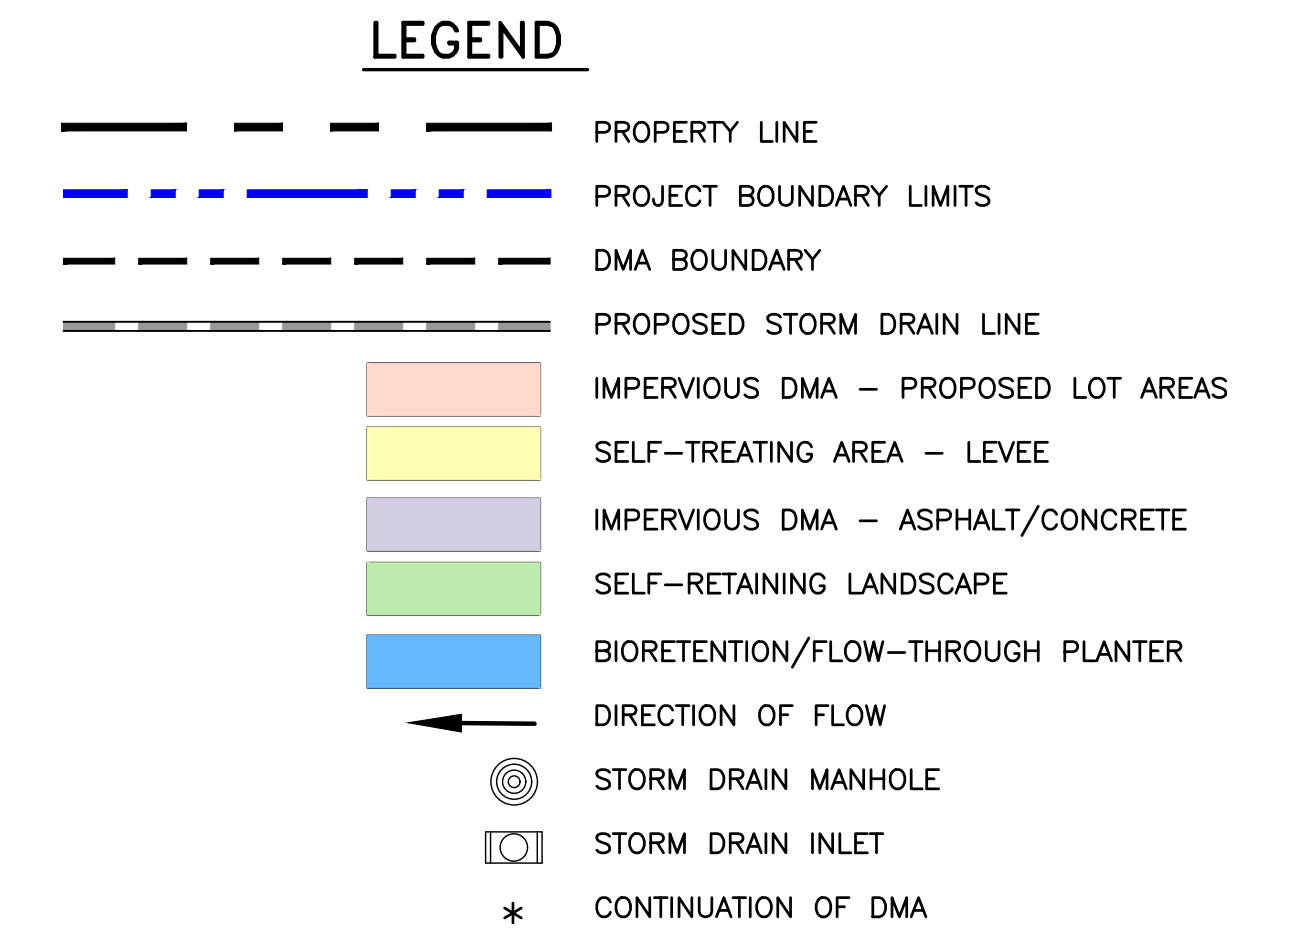 LEGEND
PROPERTY LINE
PROJECT BOUNDARY LIMITS
DMA BOUNDARY
PROPOSED STORM DRAIN LINE
IMPERVIOUS DMA – PROPOSED LOT AREAS
SELF–TREATING AREA – LEVEE
IMPERVIOUS DMA – ASPHALT/CONCRETE
SELF–RETAINING LANDSCAPE
BIORETENTION/FLOW–THROUGH PLANTER
DIRECTION OF FLOW
STORM DRAIN MANHOLE
STORM DRAIN INLET
* CONTINUATION OF DMA